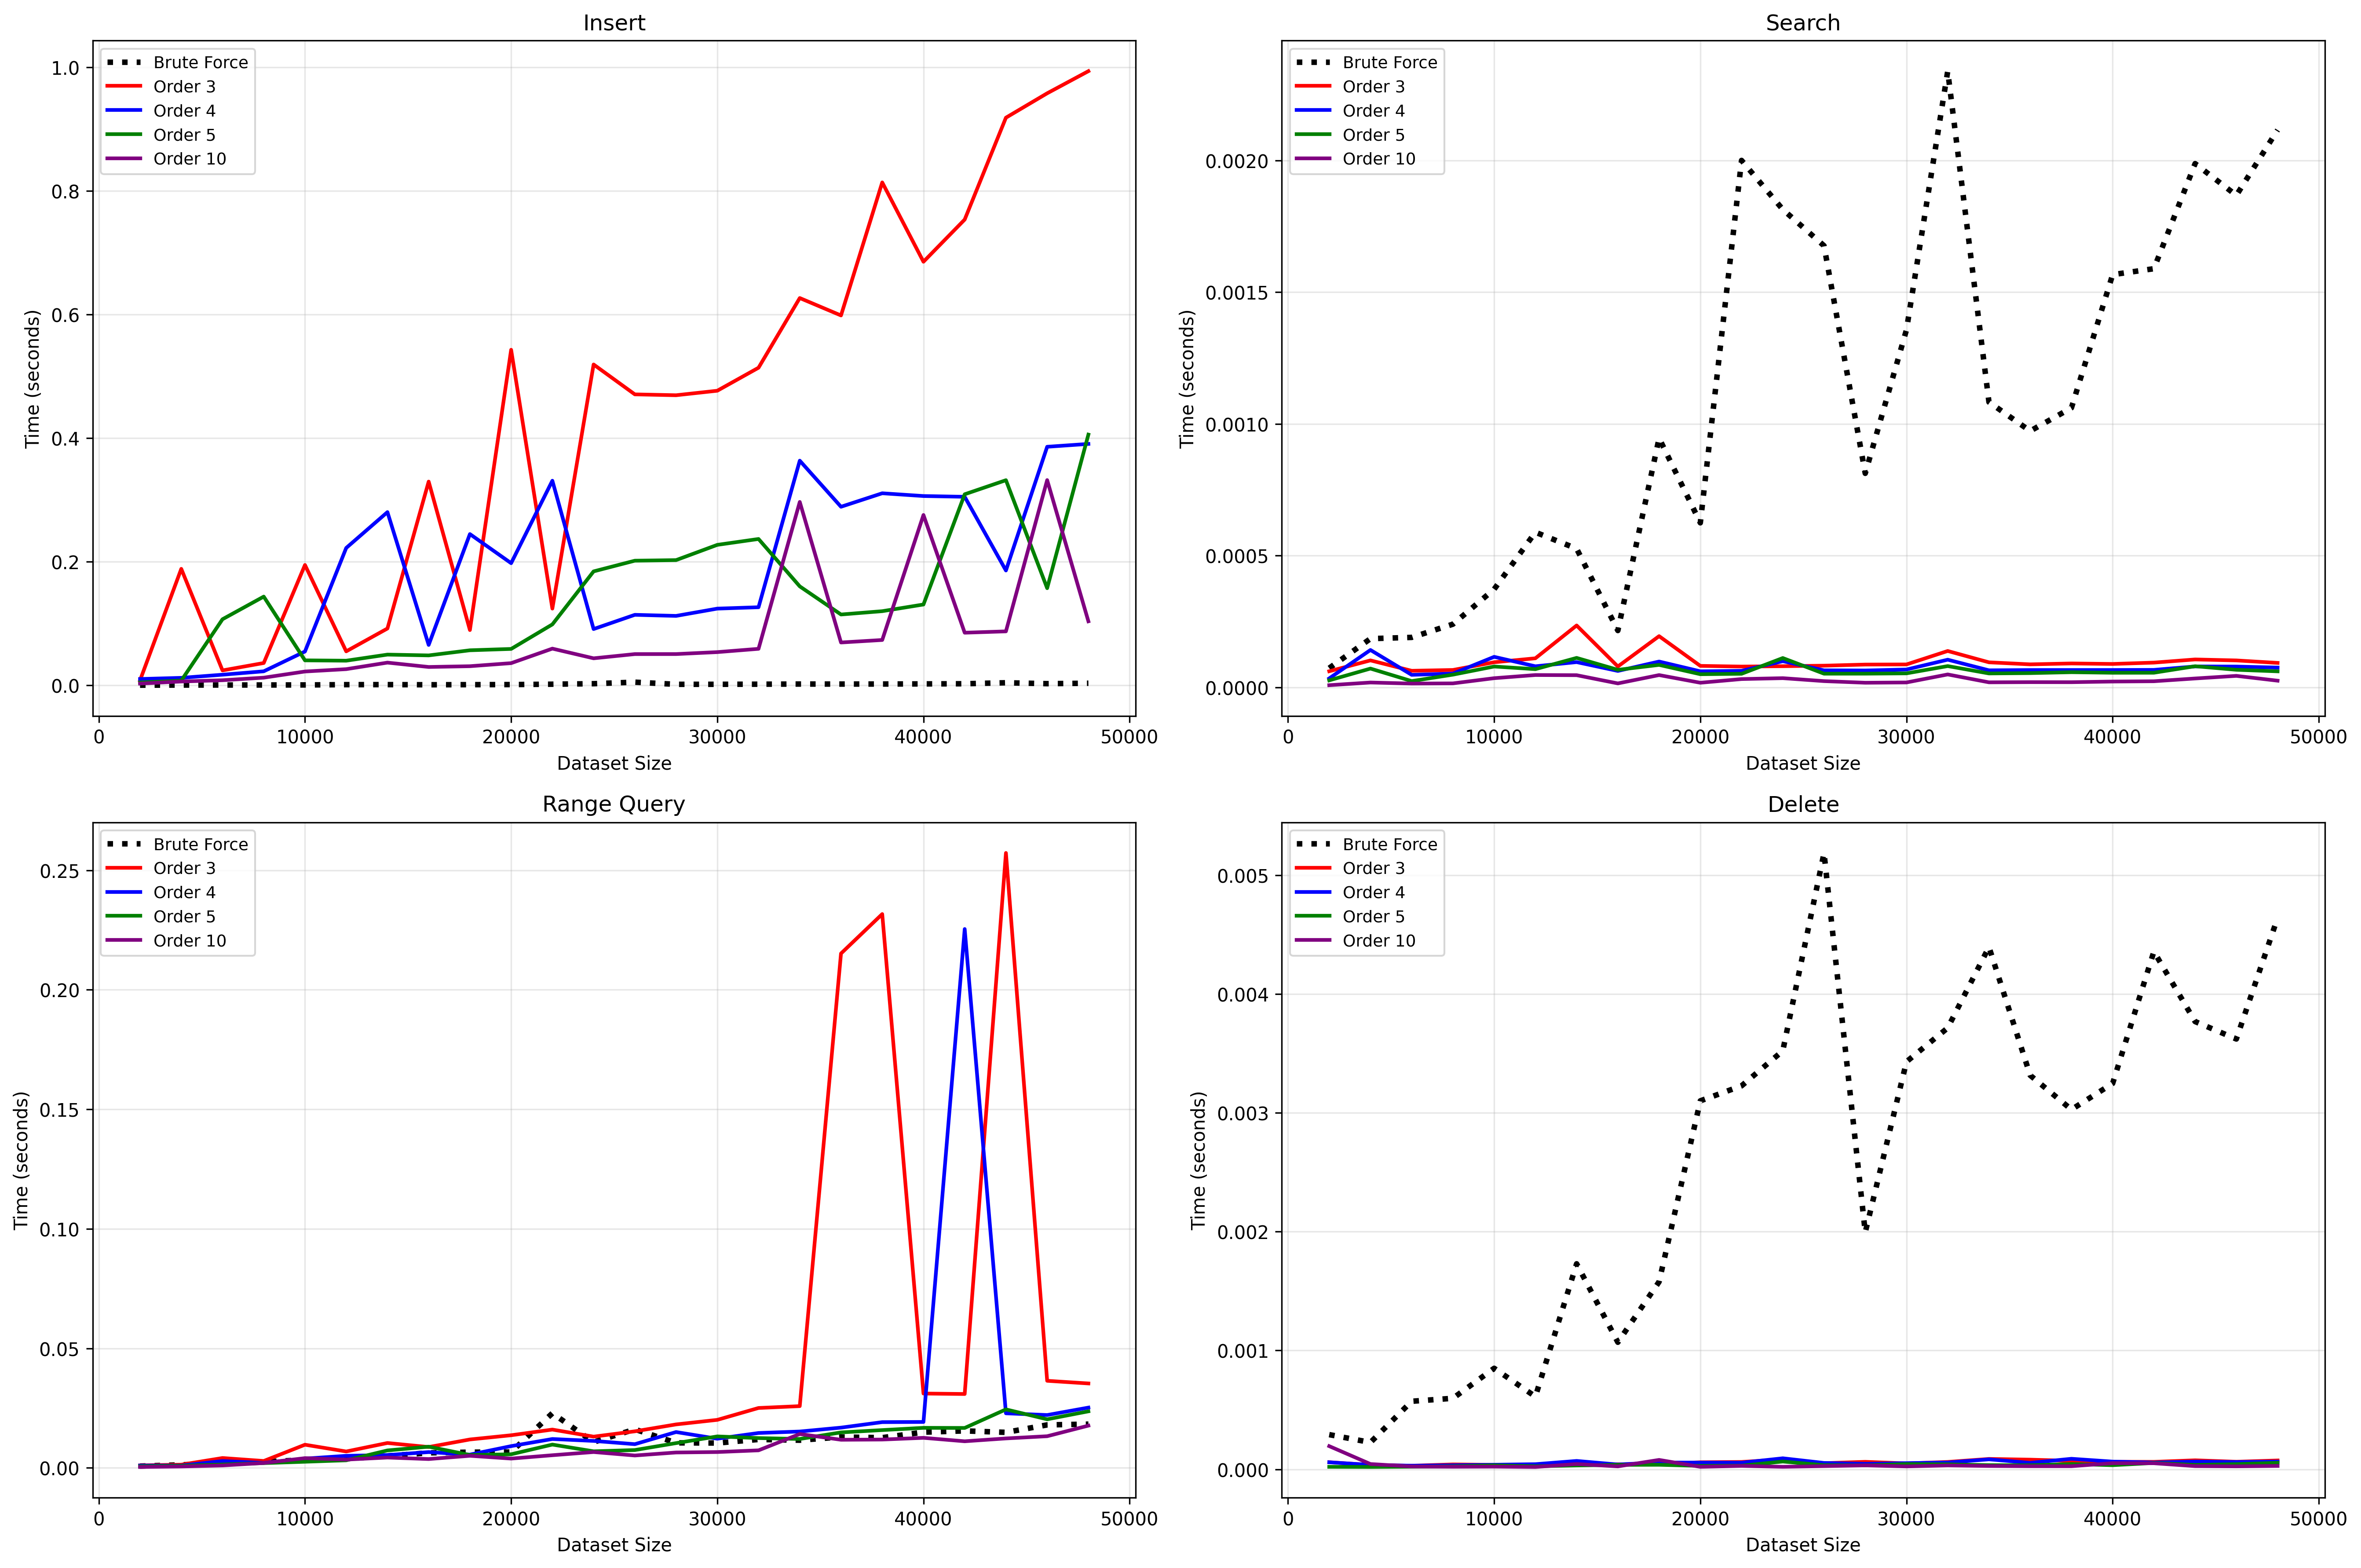 Insert
1.0
0.8
0.6
0.4
0.2
0.0
Time (seconds)
Brute Force
Order 3
Order 4
Order 5
Order 10
0 10000 20000 30000 40000 50000
Dataset Size
Search
0.0020
0.0015
0.0010
0.0005
0.0000
Time (seconds)
Brute Force
Order 3
Order 4
Order 5
Order 10
0 10000 20000 30000 40000 50000
Dataset Size
Range Query
0.25
0.20
0.15
0.10
0.05
0.00
Time (seconds)
Brute Force
Order 3
Order 4
Order 5
Order 10
0 10000 20000 30000 40000 50000
Dataset Size
Delete
0.005
0.004
0.003
0.002
0.001
0.000
Time (seconds)
Brute Force
Order 3
Order 4
Order 5
Order 10
0 10000 20000 30000 40000 50000
Dataset Size